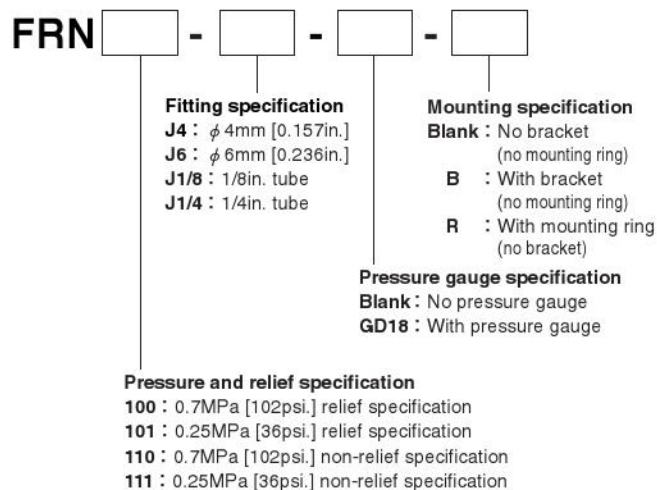 FRN - - -
Fitting specification
J4 : φ4mm [0.157in.]
J6 : φ6mm [0.236in.]
J1/8 : 1/8in. tube
J1/4 : 1/4in. tube
Mounting specification
Blank : No bracket
(no mounting ring)
B : With bracket
(no mounting ring)
R : With mounting ring
(no bracket)
Pressure gauge specification
Blank : No pressure gauge
GD18 : With pressure gauge
Pressure and relief specification
100 : 0.7MPa [102psi.] relief specification
101 : 0.25MPa [36psi.] relief specification
110 : 0.7MPa [102psi.] non-relief specification
111 : 0.25MPa [36psi.] non-relief specification